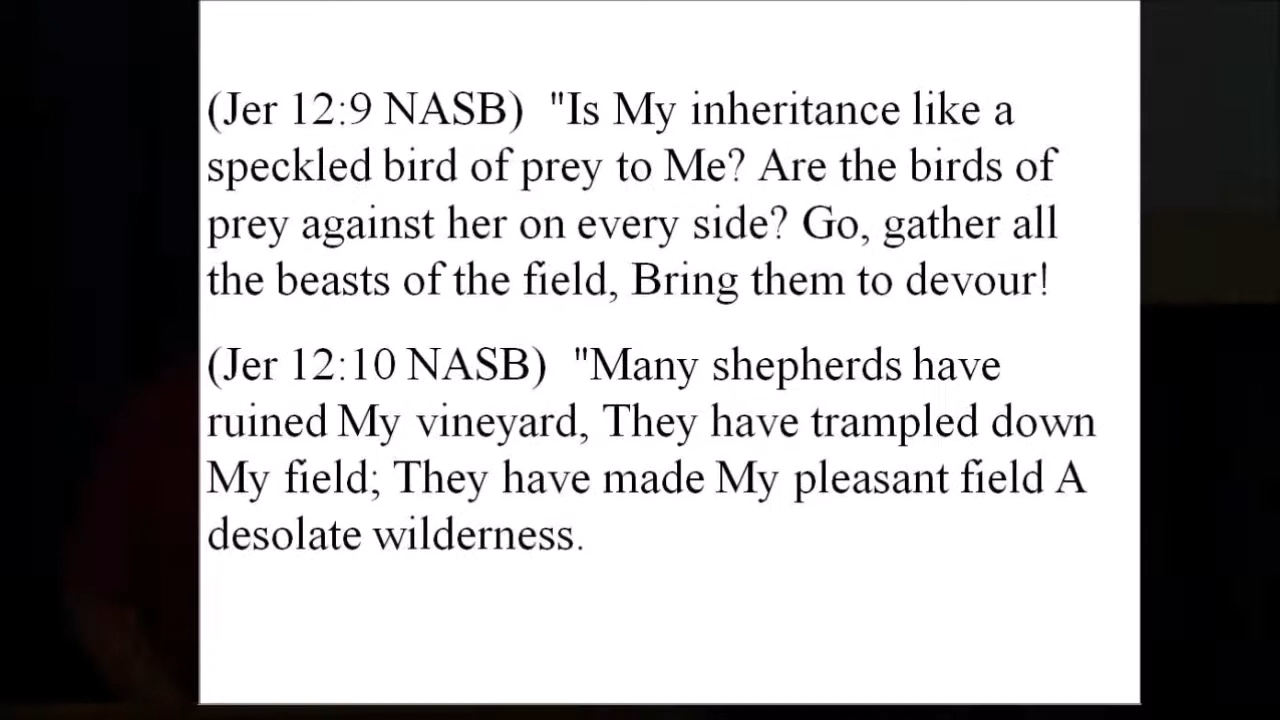 (Jer 12:9 NASB)  "Is My inheritance like a
speckled bird of prey to Me? Are the birds of
prey against her on every side? Go, gather all
the beasts of the field, Bring them to devour!
(Jer 12:10 NASB)  "Many shepherds have
ruined My vineyard, They have trampled down
My field; They have made My pleasant field A
desolate wilderness.